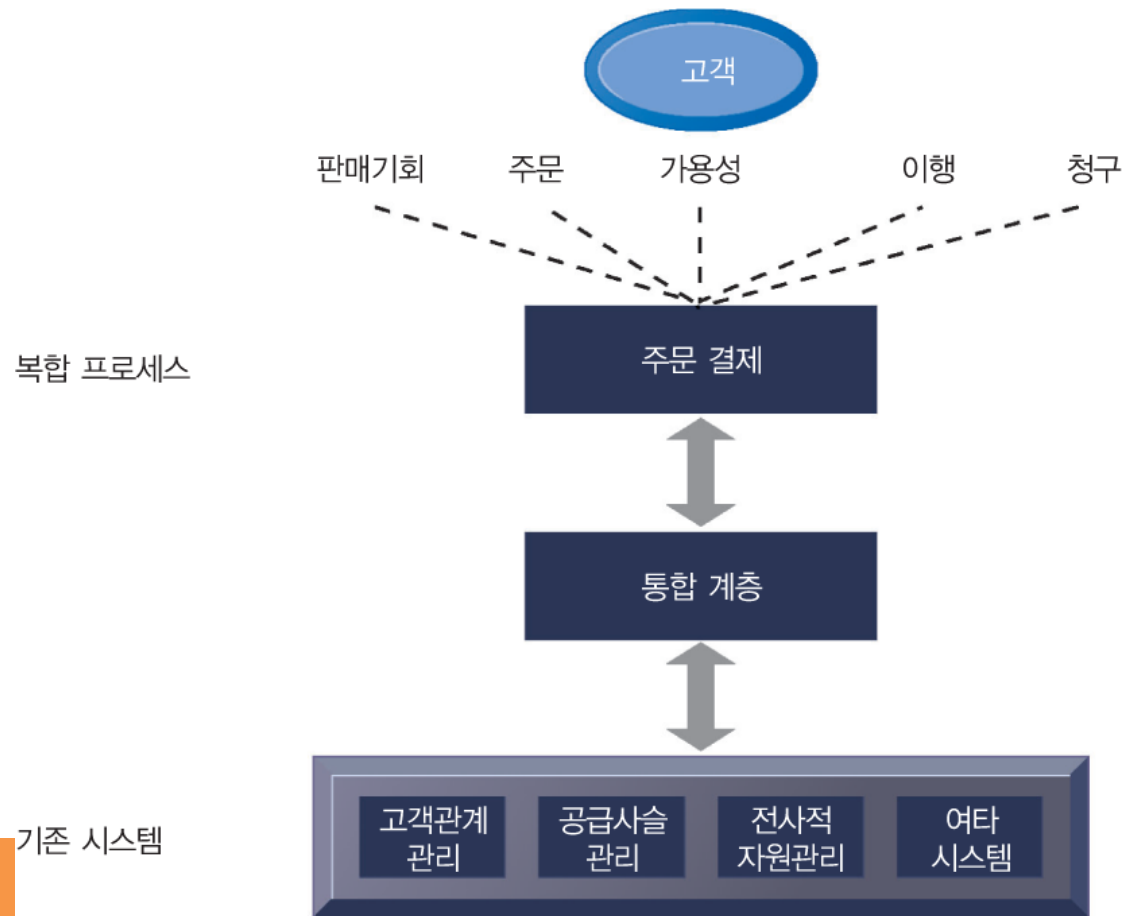 고객
판매기회 주문 가용성 이행 청구
복합 프로세스
주문 결제
통합 계층
기존 시스템
고객관계
관리
공급사슬
관리
전사적
자원관리
여타
시스템